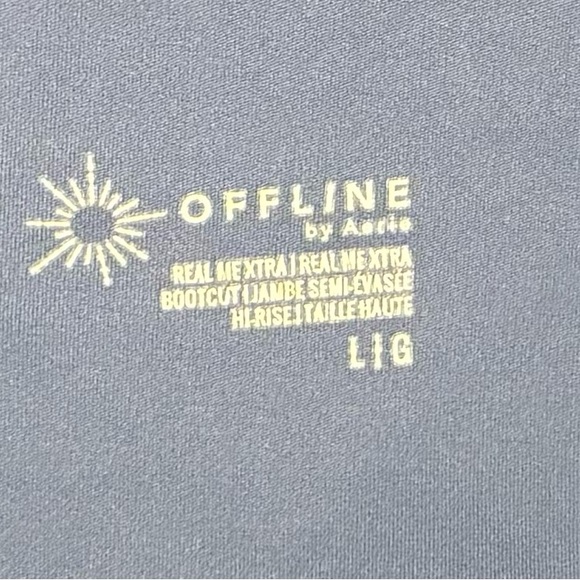 OFFLINE
by Aerie
REAL ME XTRA | REAL ME XTRA
BOOTCUT | JAMBE SEMI-ÉVASÉE
HI-RISE | TAILLE HAUTE
L | G